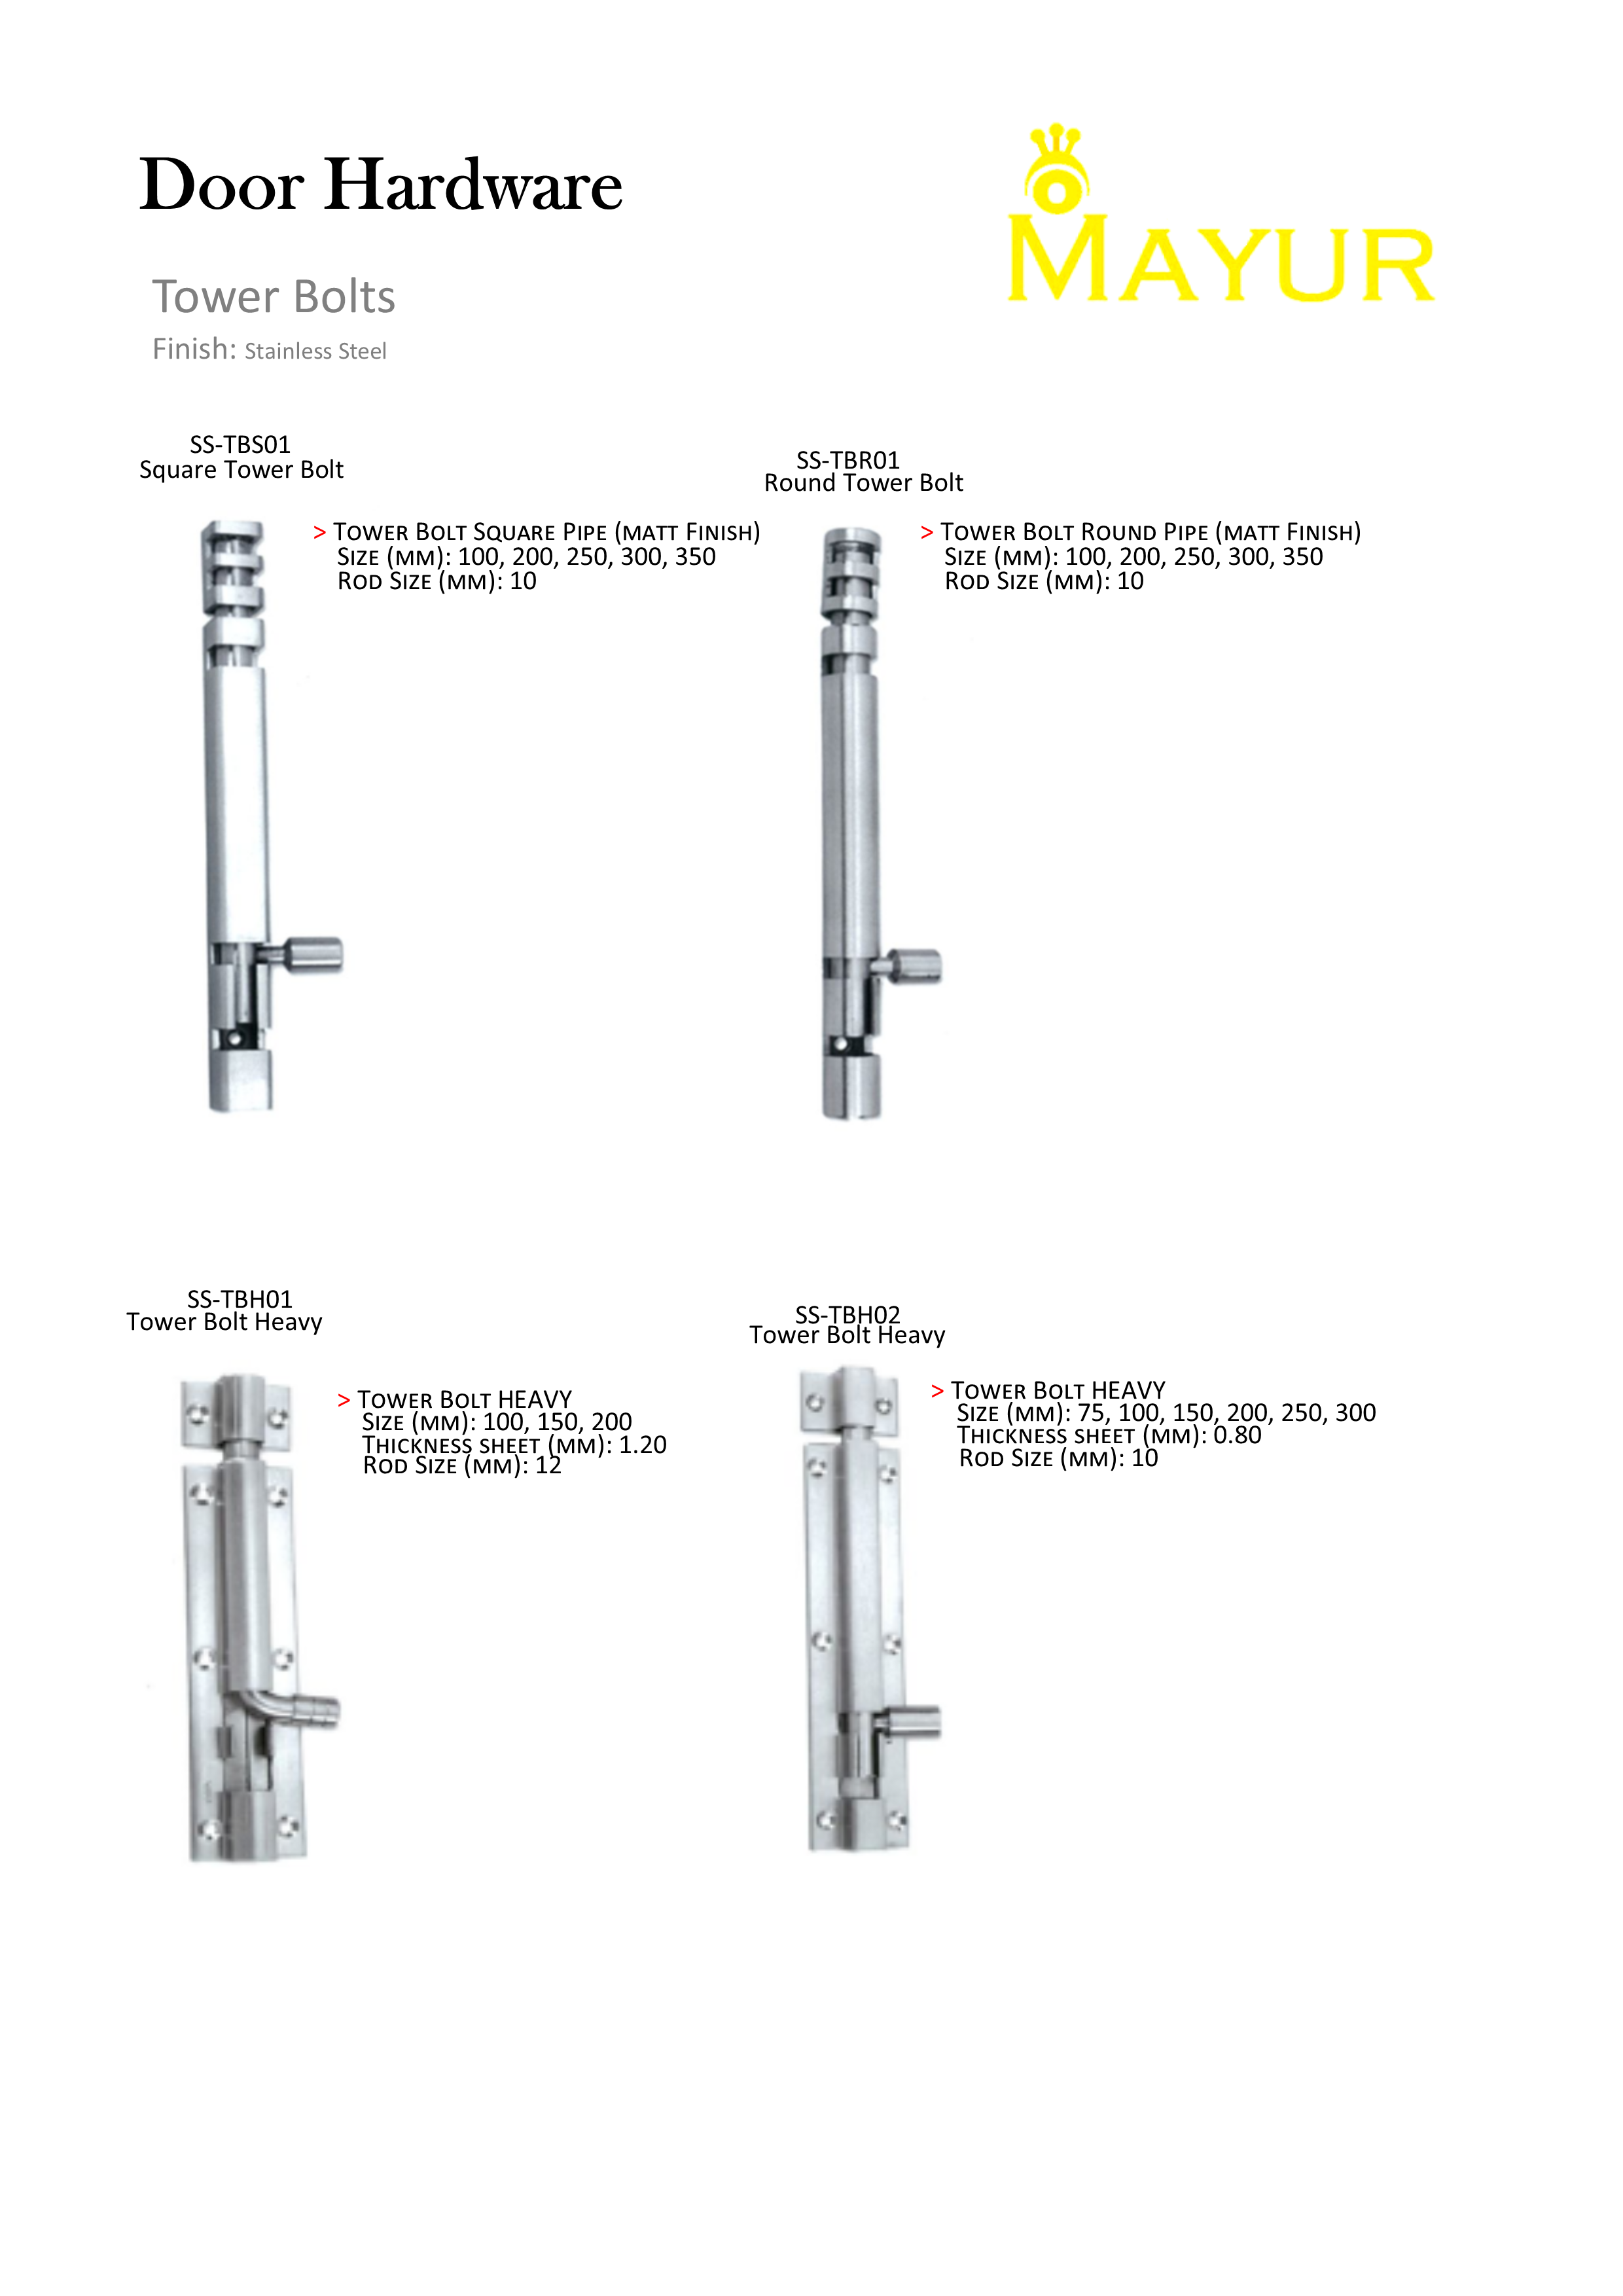 Door Hardware
MAYUR
Tower Bolts
Finish: Stainless Steel
SS-TBS01
Square Tower Bolt
> Tower Bolt Square Pipe (matt Finish)
Size (mm): 100, 200, 250, 300, 350
Rod Size (mm): 10
SS-TBR01
Round Tower Bolt
> Tower Bolt Round Pipe (matt Finish)
Size (mm): 100, 200, 250, 300, 350
Rod Size (mm): 10
SS-TBH01
Tower Bolt Heavy
> Tower Bolt HEAVY
Size (mm): 100, 150, 200
Thickness sheet (mm): 1.20
Rod Size (mm): 12
SS-TBH02
Tower Bolt Heavy
> Tower Bolt HEAVY
Size (mm): 75, 100, 150, 200, 250, 300
Thickness sheet (mm): 0.80
Rod Size (mm): 10